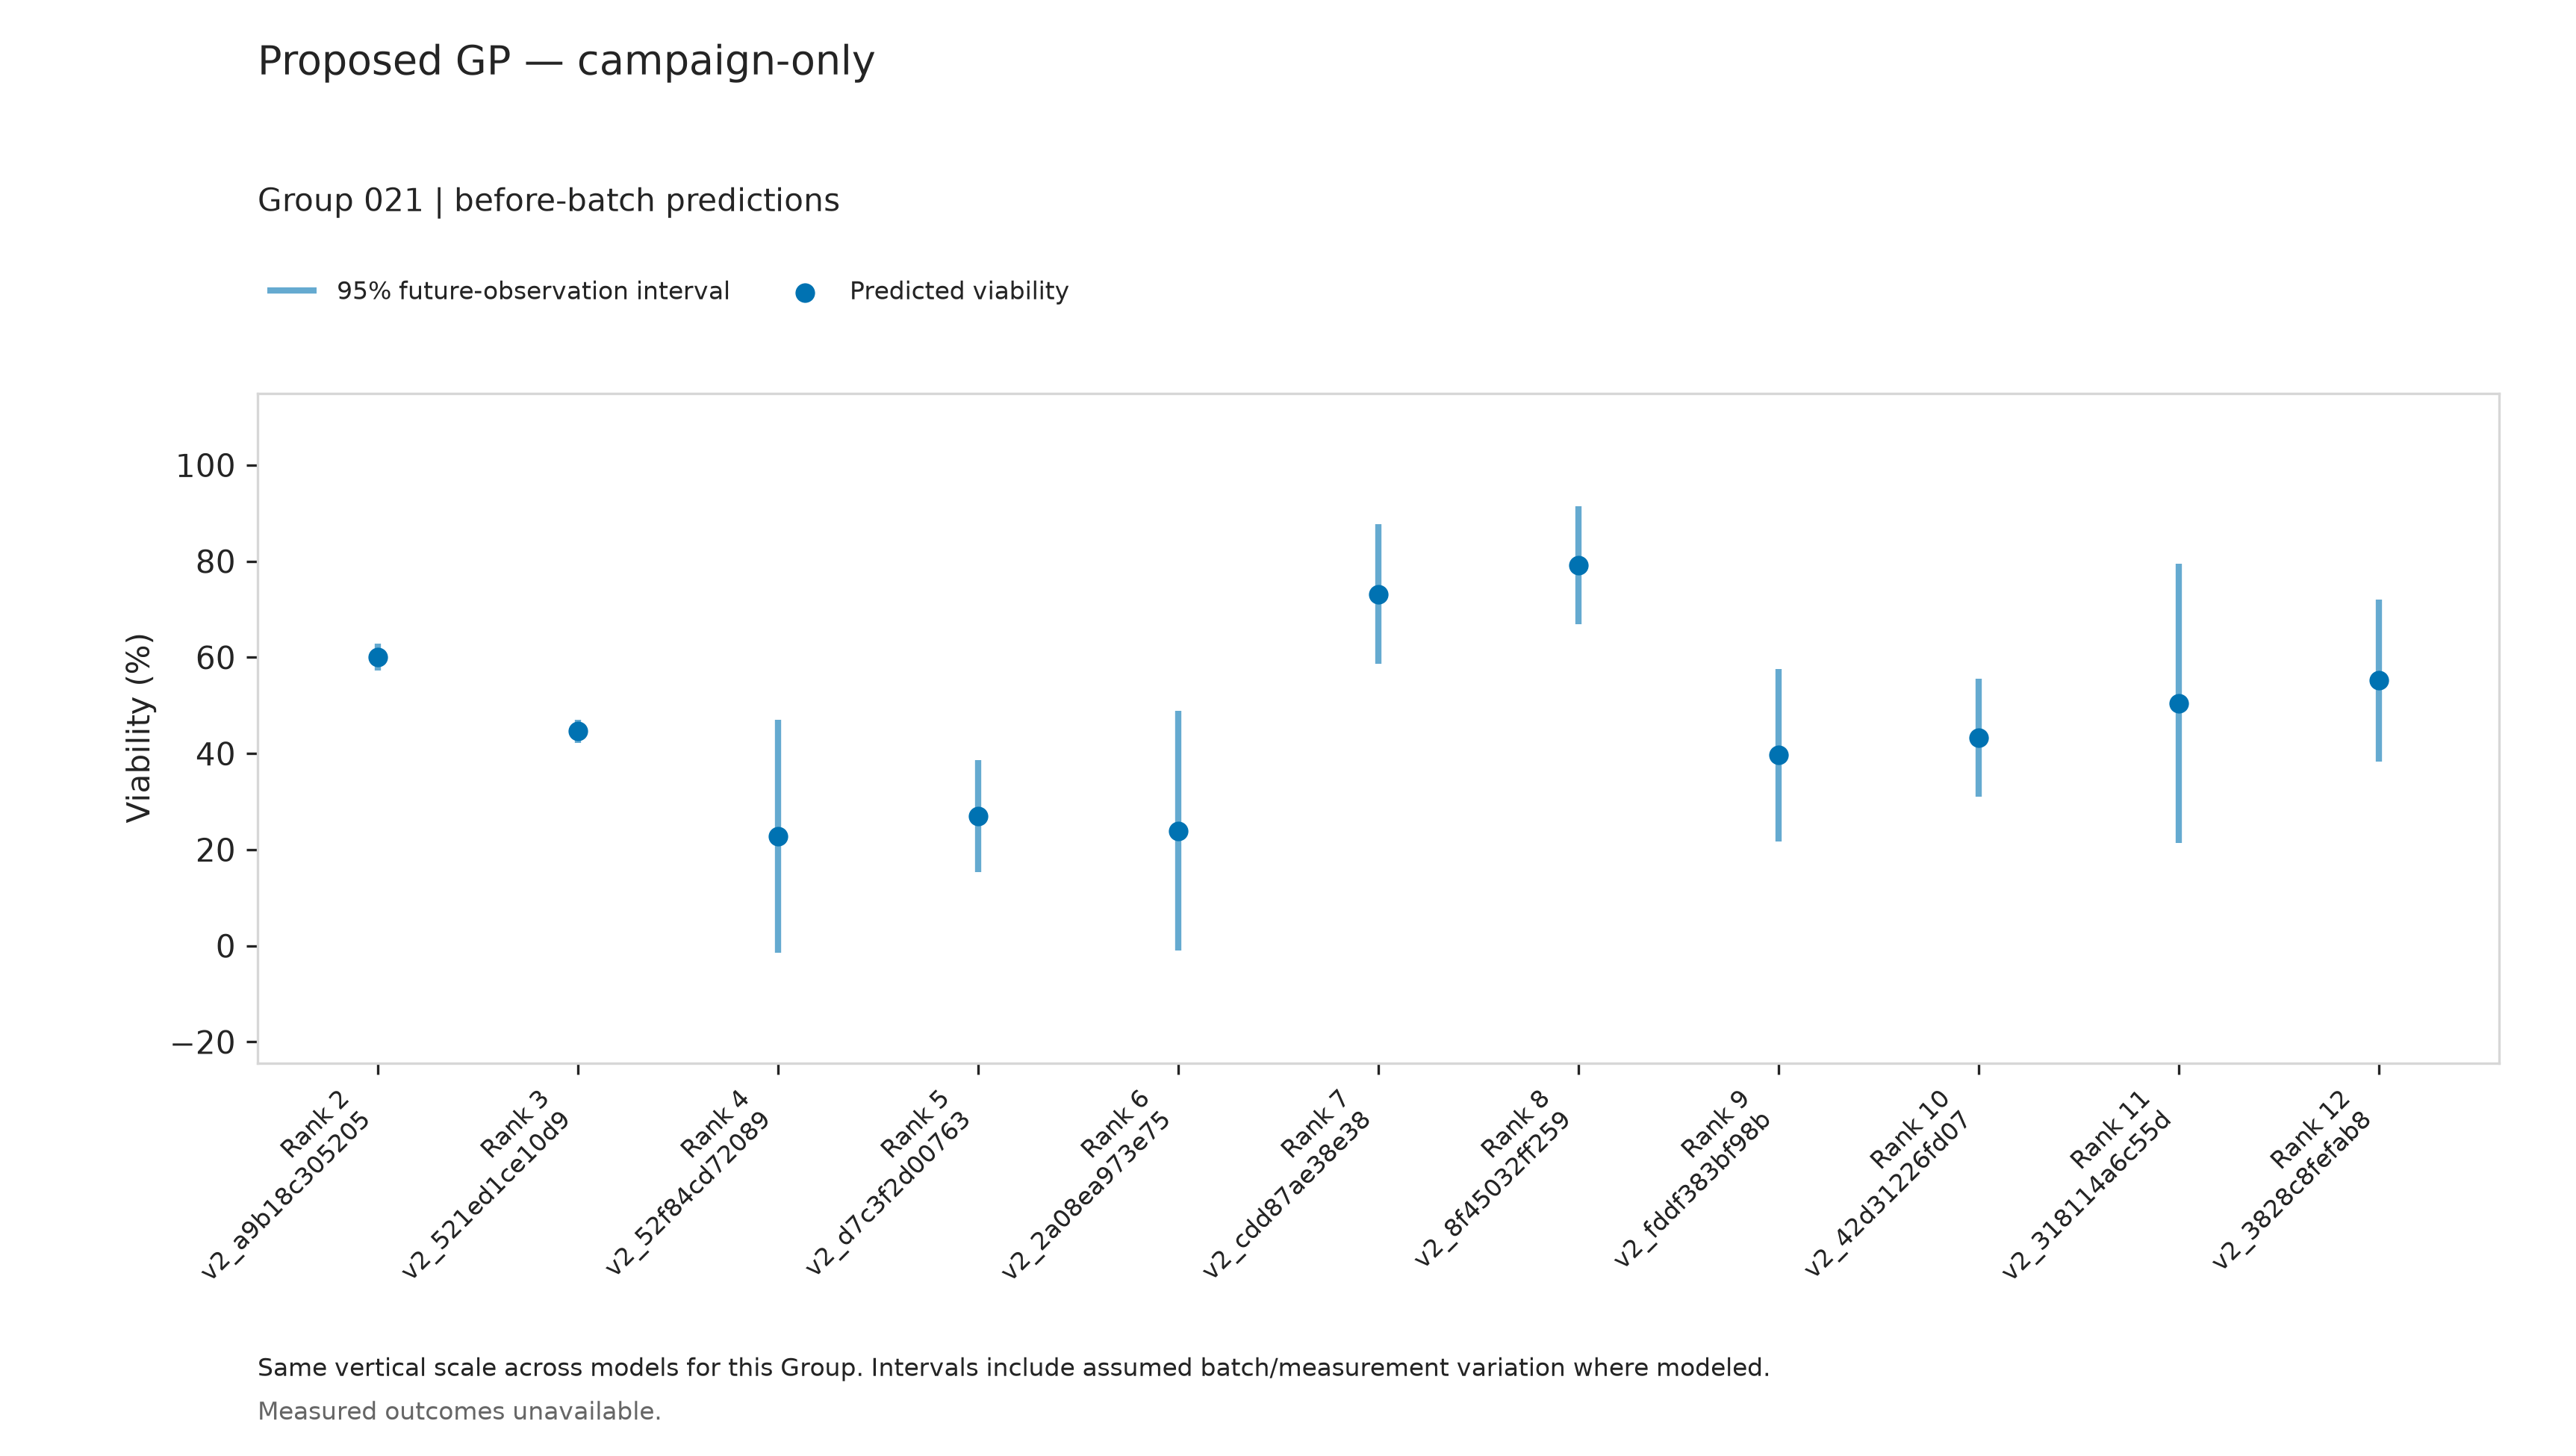 Proposed GP — campaign-only
Group 021 | before-batch predictions
95% future-observation interval
Predicted viability
Viability (%)
100
80
60
40
20
0
−20
Rank 2
v2_a9b18c305205
Rank 3
v2_521ed1ce10d9
Rank 4
v2_52f84cd72089
Rank 5
v2_d7c3f2d00763
Rank 6
v2_2a08ea973e75
Rank 7
v2_cdd87ae38e38
Rank 8
v2_8f45032ff259
Rank 9
v2_fddf383bf98b
Rank 10
v2_42d31226fd07
Rank 11
v2_318114a6c55d
Rank 12
v2_3828c8fefab8
Same vertical scale across models for this Group. Intervals include assumed batch/measurement variation where modeled.
Measured outcomes unavailable.